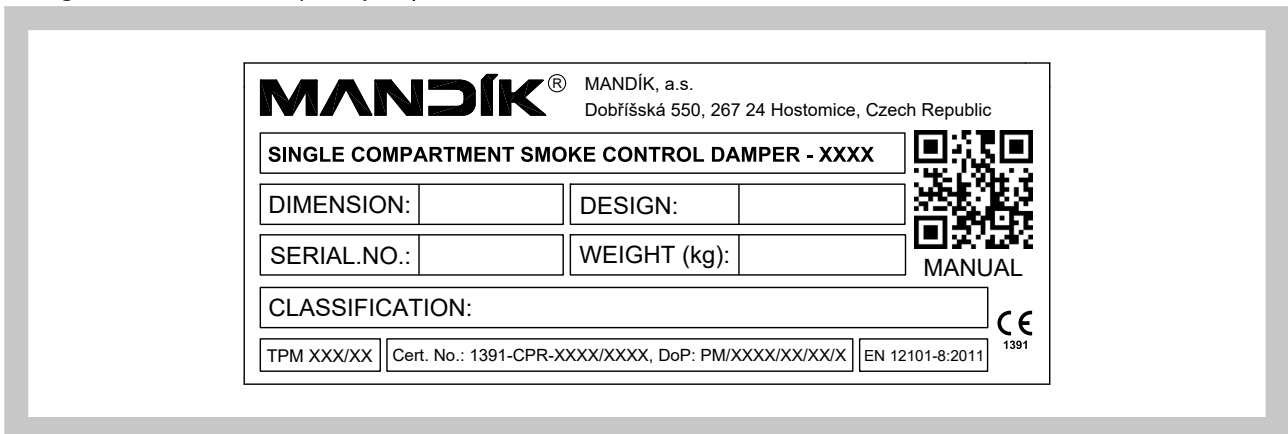 MANDÍK® MANDÍK, a.s.
Dobříšská 550, 267 24 Hostomice, Czech Republic
SINGLE COMPARTMENT SMOKE CONTROL DAMPER - XXXX
DIMENSION: DESIGN:
SERIAL.NO.: WEIGHT (kg):
MANUAL
CLASSIFICATION:
CE
1391
TPM XXX/XX Cert. No.: 1391-CPR-XXXX/XXXX, DoP: PM/XXXX/XX/XX/X EN 12101-8:2011